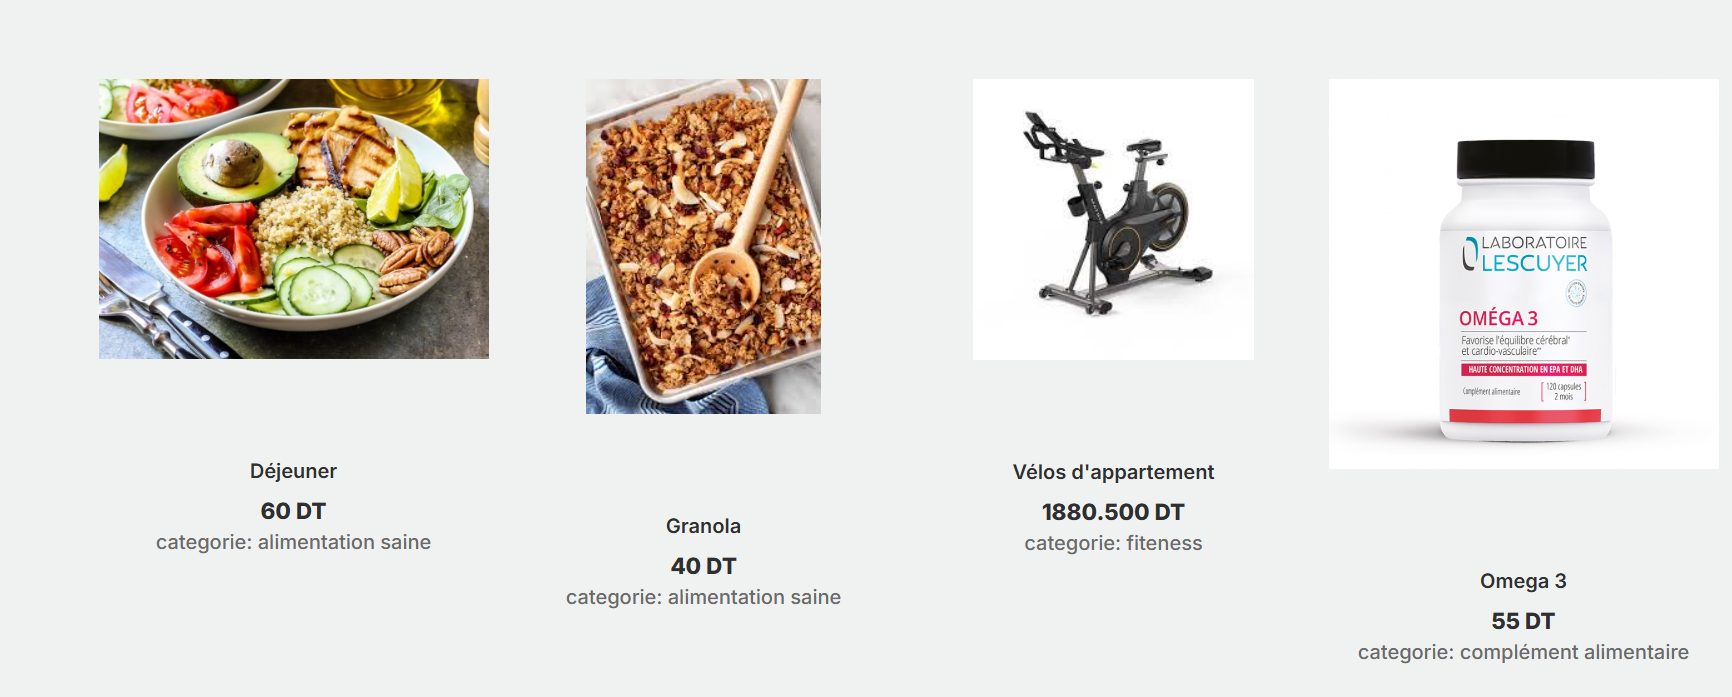 Déjeuner
60 DT
categorie: alimentation saine
Granola
40 DT
categorie: alimentation saine
Vélos d'appartement
1880.500 DT
categorie: fiteness
LABORATOIRE
LESCUYER
OMÉGA 3
Favorise l'équilibre cérébral*
et cardio-vasculaire**
HAUTE CONCENTRATION EN EPA ET DHA
Complément alimentaire
120 capsules
2 mois
Omega 3
55 DT
categorie: complément alimentaire